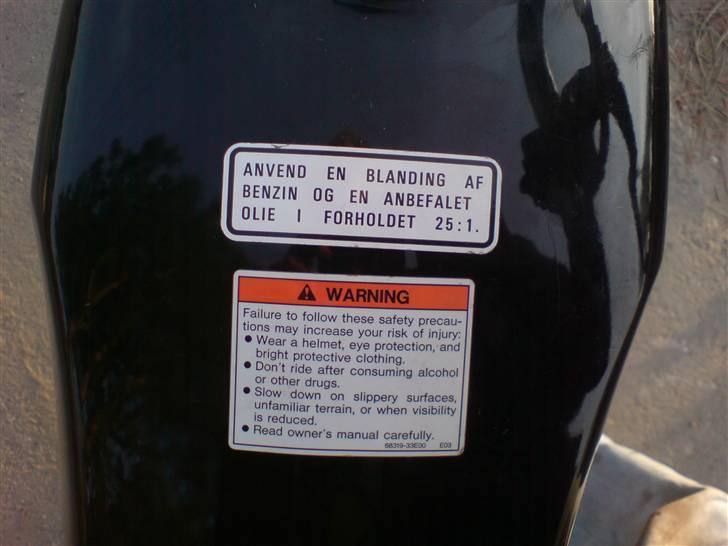 ANVEND EN BLANDING AF
BENZIN OG EN ANBEFALET
OLIE I FORHOLDET 25:1.
WARNING
Failure to follow these safety precau-
tions may increase your risk of injury:
• Wear a helmet, eye protection, and
bright protective clothing.
• Don't ride after consuming alcohol
or other drugs.
• Slow down on slippery surfaces,
unfamiliar terrain, or when visibility
is reduced.
• Read owner's manual carefully.
68319-33E00 E03